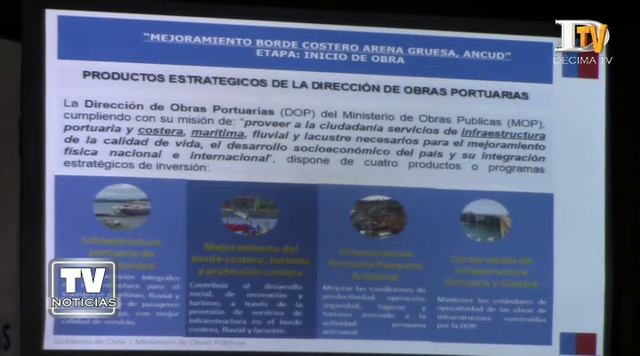 "MEJORAMIENTO BORDE COSTERO ARENA GRUESA, ANCUD"
ETAPA: INICIO DE OBRA
DTV
DECIMA TV
PRODUCTOS ESTRATEGICOS DE LA DIRECCIÓN DE OBRAS PORTUARIAS
La Dirección de Obras Portuarias (DOP) del Ministerio de Obras Publicas (MOP),
cumpliendo con su misión de: "proveer a la ciudadanía servicios de infraestructura
portuaria y costera, marítima, fluvial y lacustre necesarios para el mejoramiento
de la calidad de vida, el desarrollo socioeconómico del país y su integración
física nacional e internacional", dispone de cuatro productos o programas
estratégicos de inversión:
Infraestructura
portuaria de
Mejoramiento del
borde costero, turismo
y protección costera
Contribuir al desarrollo
social, de recreación y
turismo, a través de la
provisión de servicios de
infraestructura en el borde
costero, fluvial y lacustre.
Infraestructura
Portuaria Pesquera
Artesanal
Mejorar las condiciones de
productividad, operación,
seguridad, higiene y
turismo asociado a la
actividad pesquera
artesanal.
Conservación de
Infraestructura
Portuaria y Costera
Mantener los estándares de
operatividad de las obras de
infraestructura construidas
por la DOP.
TV
NOTICIAS
calidad de servicio.
Gobierno de Chile | Ministerio de Obras Públicas